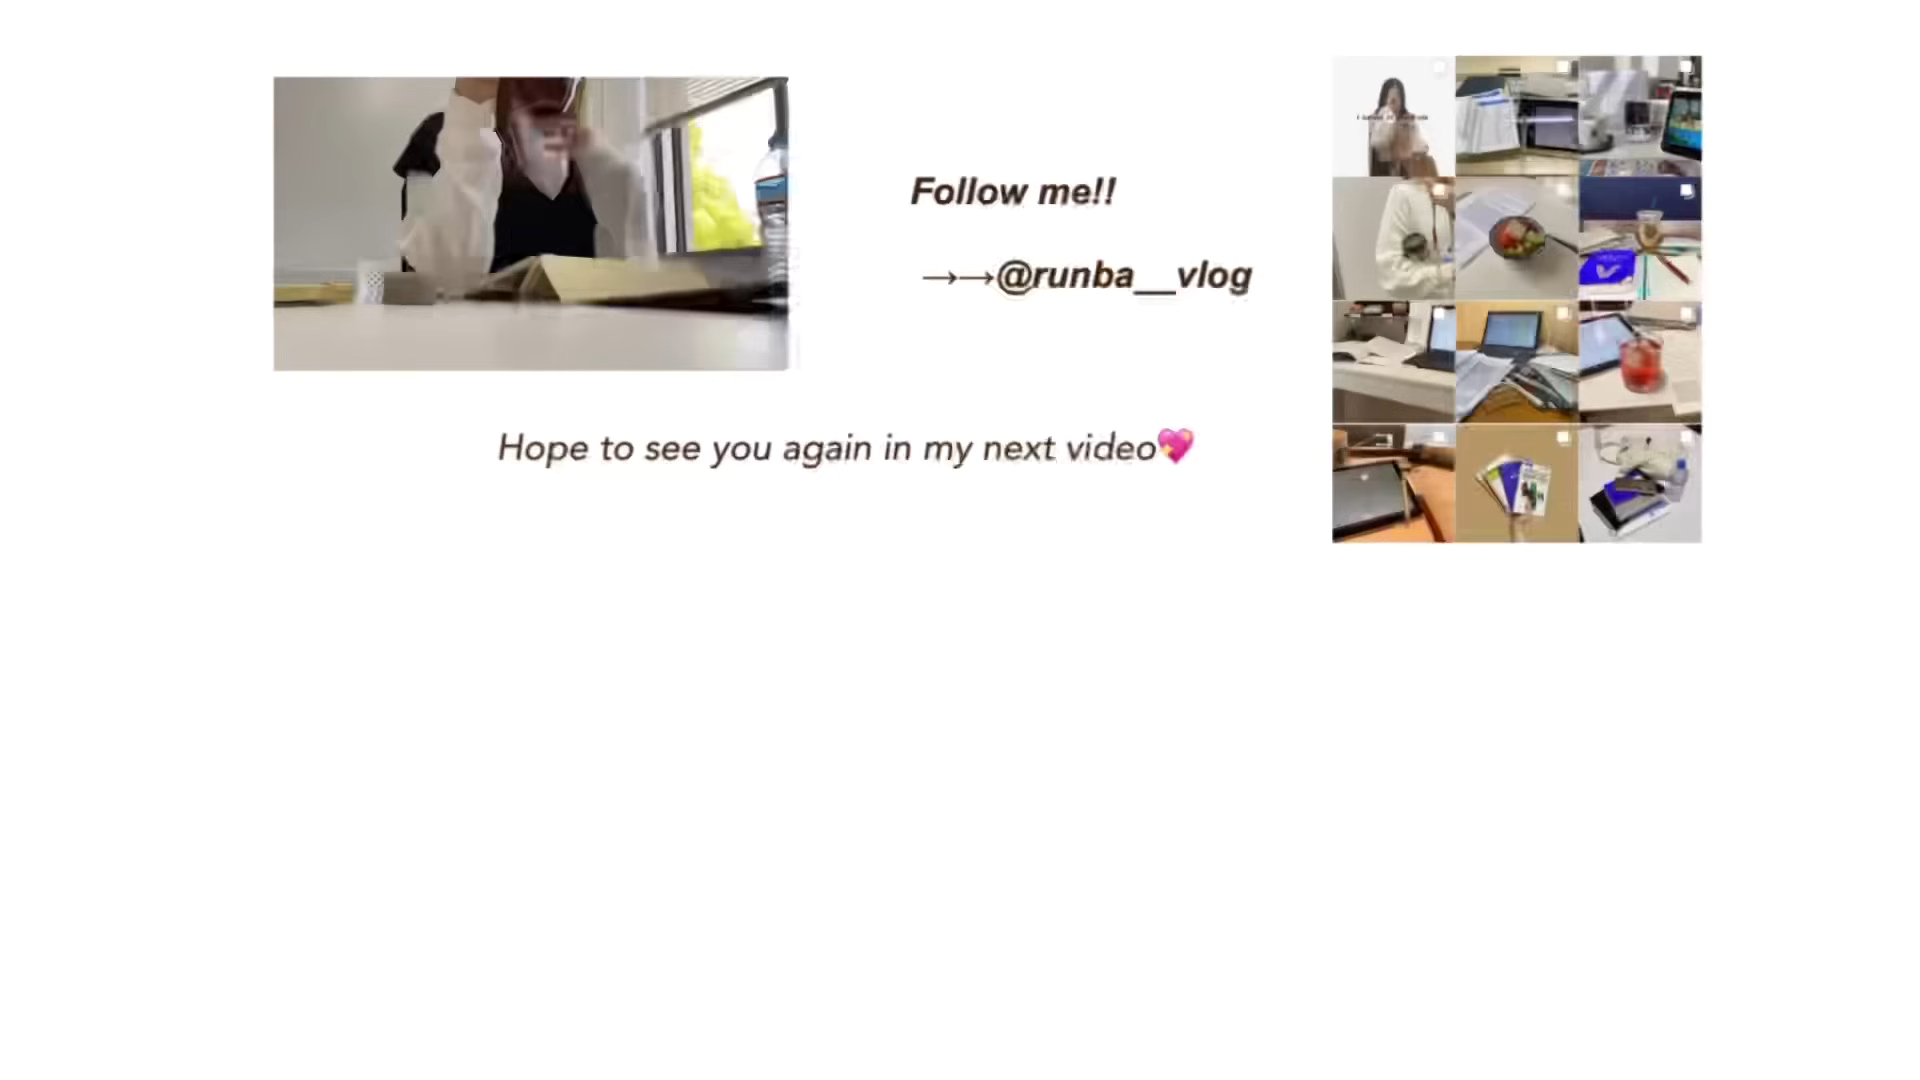 Follow me!!
→→@runba__vlog
Hope to see you again in my next video💖